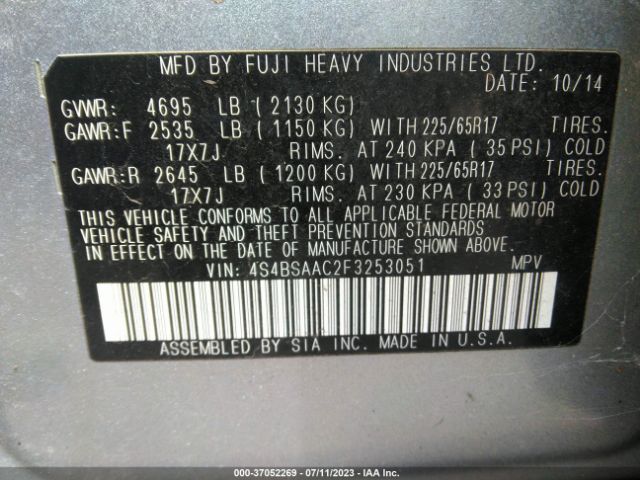 MFD BY FUJI HEAVY INDUSTRIES LTD.
DATE: 10/14
GVWR: 4695 LB (2130 KG)
GAWR:F 2535 LB (1150 KG) WITH 225/65R17 TIRES.
17X7J RIMS. AT 240 KPA (35 PSI) COLD
GAWR:R 2645 LB (1200 KG) WITH 225/65R17 TIRES.
17X7J RIMS. AT 230 KPA (33 PSI) COLD
THIS VEHICLE CONFORMS TO ALL APPLICABLE FEDERAL MOTOR
VEHICLE SAFETY AND THEFT PREVENTION STANDARDS
IN EFFECT ON THE DATE OF MANUFACTURE SHOWN ABOVE.
VIN: 4S4BSAAC2F3253051 MPV
ASSEMBLED BY SIA INC. MADE IN U.S.A.
000-37052269 - 07/11/2023 - IAA Inc.